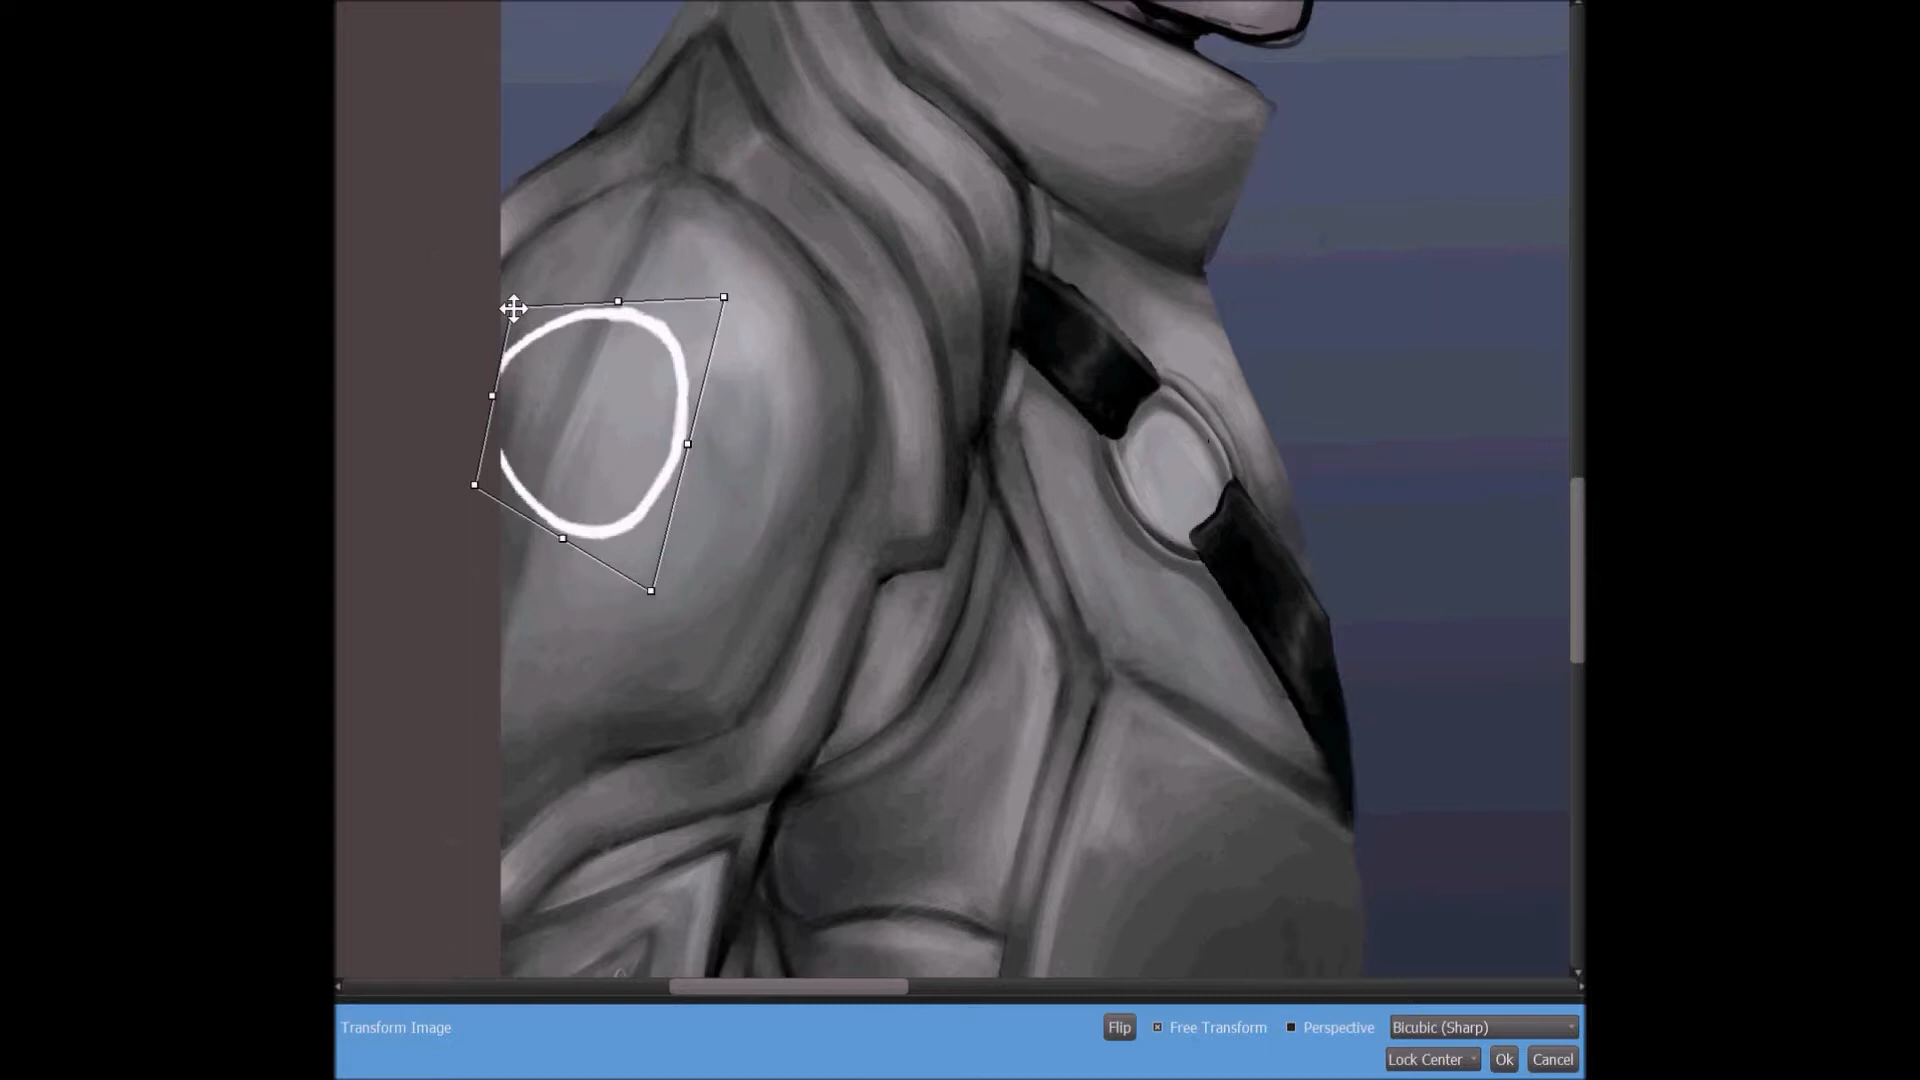 Transform Image Flip Free Transform Perspective Bicubic (Sharp)
Lock Center Ok Cancel